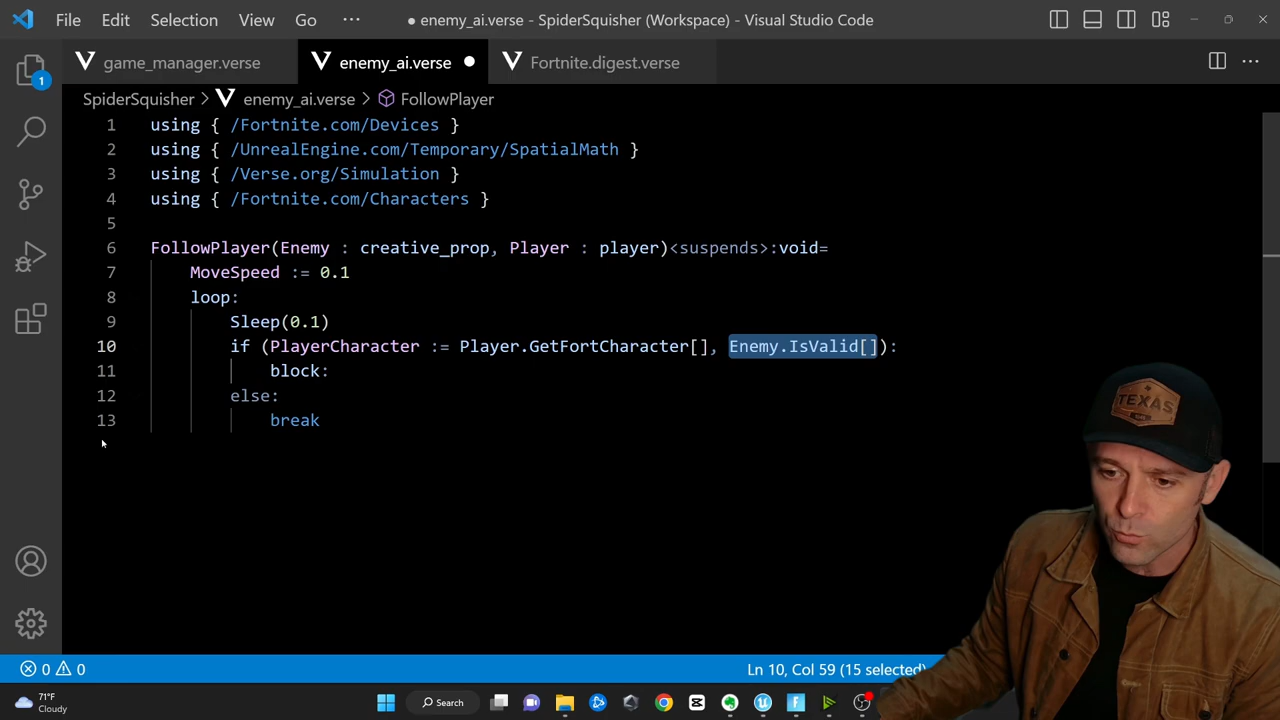 File Edit Selection View Go ··· ● enemy_ai.verse - SpiderSquisher (Workspace) - Visual Studio Code
game_manager.verse enemy_ai.verse ● Fortnite.digest.verse
1
SpiderSquisher > enemy_ai.verse > FollowPlayer
1 using { /Fortnite.com/Devices }
2 using { /UnrealEngine.com/Temporary/SpatialMath }
3 using { /Verse.org/Simulation }
4 using { /Fortnite.com/Characters }
5
6 FollowPlayer(Enemy : creative_prop, Player : player)<suspends>:void=
7 MoveSpeed := 0.1
8 loop:
9 Sleep(0.1)
10 if (PlayerCharacter := Player.GetFortCharacter[], Enemy.IsValid[]):
11 block:
12 else:
13 break
TEXAS
0 0 Ln 10, Col 59 (15 selected)
71°F
Cloudy
Search